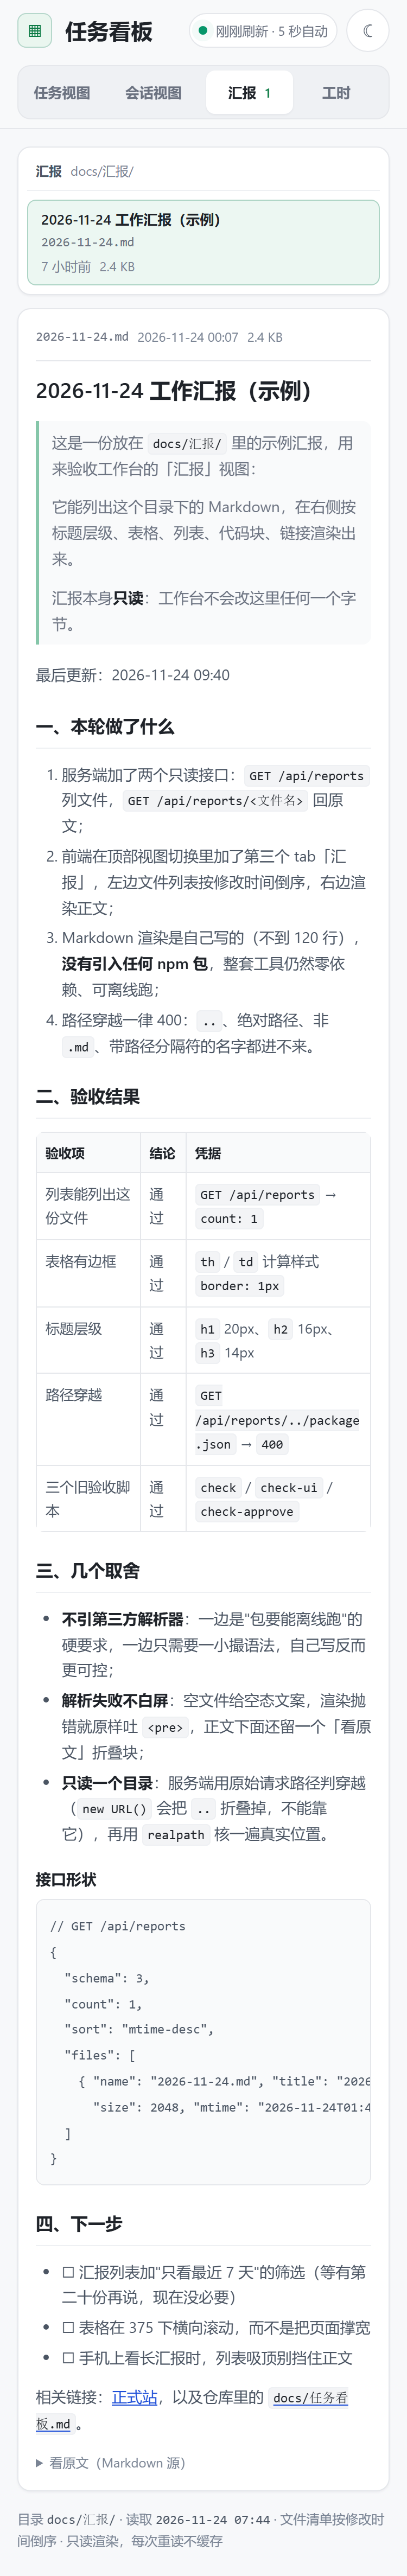 任务看板
刚刚刷新 · 5 秒自动
任务视图 会话视图 汇报 1 工时
汇报 docs/汇报/
2026-11-24 工作汇报（示例）
2026-11-24.md
7 小时前 2.4 KB
2026-11-24.md 2026-11-24 00:07 2.4 KB
2026-11-24 工作汇报（示例）
这是一份放在 docs/汇报/ 里的示例汇报，用
来验收工作台的「汇报」视图：
它能列出这个目录下的 Markdown，在右侧按
标题层级、表格、列表、代码块、链接渲染出
来。
汇报本身只读：工作台不会改这里任何一个字
节。
最后更新：2026-11-24 09:40
一、本轮做了什么
1. 服务端加了两个只读接口：GET /api/reports
列文件，GET /api/reports/<文件名> 回原
文；
2. 前端在顶部视图切换里加了第三个 tab「汇
报」，左边文件列表按修改时间倒序，右边渲
染正文；
3. Markdown 渲染是自己写的（不到 120 行），
没有引入任何 npm 包，整套工具仍然零依
赖、可离线跑；
4. 路径穿越一律 400：..、绝对路径、非
.md、带路径分隔符的名字都进不来。
二、验收结果
验收项 结论 凭据
列表能列出这 通 GET /api/reports →
份文件 过 count: 1
表格有边框 通 th / td 计算样式
过 border: 1px
标题层级 通 h1 20px、h2 16px、
过 h3 14px
路径穿越 通 GET
过 /api/reports/../package
.json → 400
三个旧验收脚 通 check / check-ui /
本 过 check-approve
三、几个取舍
• 不引第三方解析器：一边是"包要能离线跑"的
硬要求，一边只需要一小撮语法，自己写反而
更可控；
• 解析失败不白屏：空文件给空态文案，渲染抛
错就原样吐 <pre>，正文下面还留一个「看原
文」折叠块；
• 只读一个目录：服务端用原始请求路径判穿越
（new URL() 会把 .. 折叠掉，不能靠
它），再用 realpath 核一遍真实位置。
接口形状
// GET /api/reports
{
"schema": 3,
"count": 1,
"sort": "mtime-desc",
"files": [
{ "name": "2026-11-24.md", "title": "2026
"size": 2048, "mtime": "2026-11-24T01:4
]
}
四、下一步
• ☐ 汇报列表加"只看最近 7 天"的筛选（等有第
二十份再说，现在没必要）
• ☐ 表格在 375 下横向滚动，而不是把页面撑宽
• ☐ 手机上看长汇报时，列表吸顶别挡住正文
相关链接：正式站，以及仓库里的 docs/任务看
板.md。
▶ 看原文（Markdown 源）
目录 docs/汇报/ · 读取 2026-11-24 07:44 · 文件清单按修改时
间倒序 · 只读渲染，每次重读不缓存